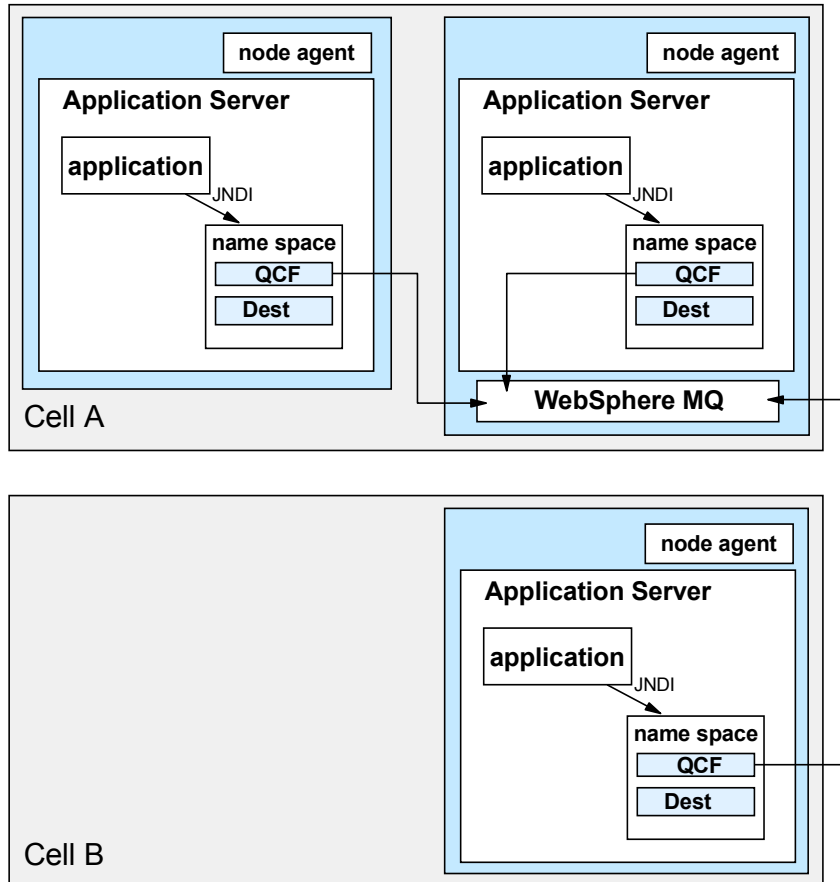 node agent
Application Server
application
JNDI
name space
QCF
Dest
node agent
Application Server
application
JNDI
name space
QCF
Dest
WebSphere MQ
Cell A
node agent
Application Server
application
JNDI
name space
QCF
Dest
Cell B